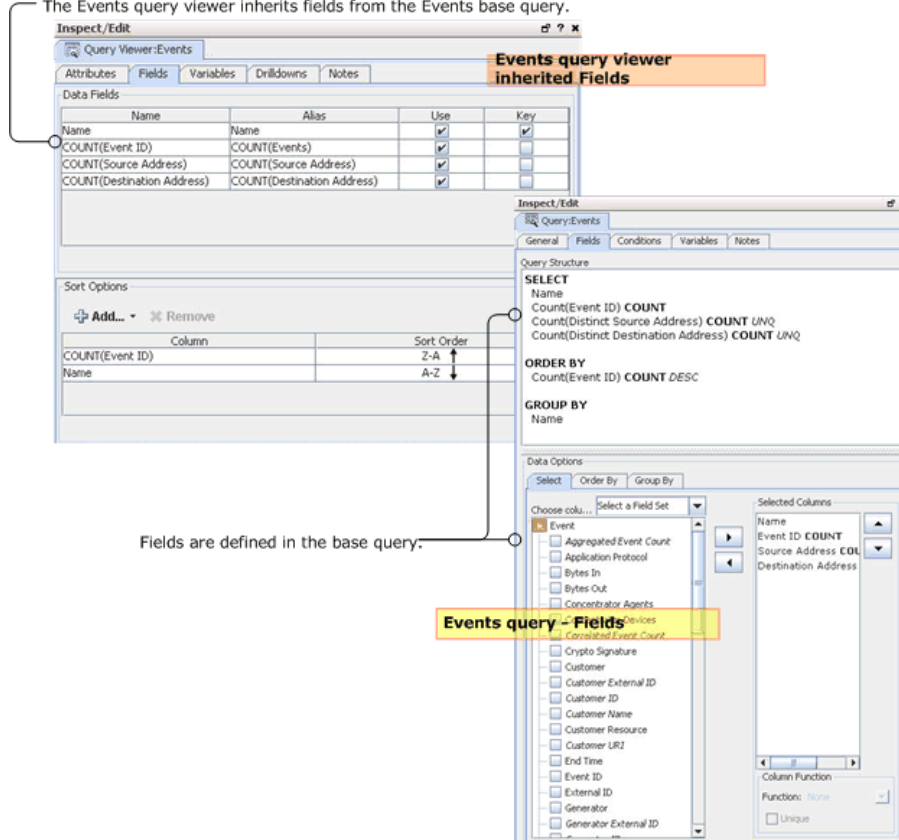 The Events query viewer inherits fields from the Events base query.
Inspect/Edit
Query Viewer:Events
Attributes Fields Variables Drilldowns Notes
Events query viewer
inherited Fields
Data Fields
Name Alias Use Key
Name Name
COUNT(Event ID) COUNT(Events)
COUNT(Source Address) COUNT(Source Address)
COUNT(Destination Address) COUNT(Destination Address)
Sort Options
Add... Remove
Column Sort Order
COUNT(Event ID) Z-A
Name A-Z
Inspect/Edit
Query:Events
General Fields Conditions Variables Notes
Query Structure
SELECT
Name
Count(Event ID) COUNT
Count(Distinct Source Address) COUNT UNQ
Count(Distinct Destination Address) COUNT UNQ
ORDER BY
Count(Event ID) COUNT DESC
GROUP BY
Name
Fields are defined in the base query.
Data Options
Select Order By Group By
Choose colu... Select a Field Set
Event
Aggregated Event Count
Application Protocol
Bytes In
Bytes Out
Concentrator Agents
Devices
Events query - Fields
Correlated Event Count
Crypto Signature
Customer
Customer External ID
Customer ID
Customer Name
Customer Resource
Customer URI
End Time
Event ID
External ID
Generator
Generator External ID
Selected Columns
Name
Event ID COUNT
Source Address COU
Destination Address
Column Function
Function: None
Unique